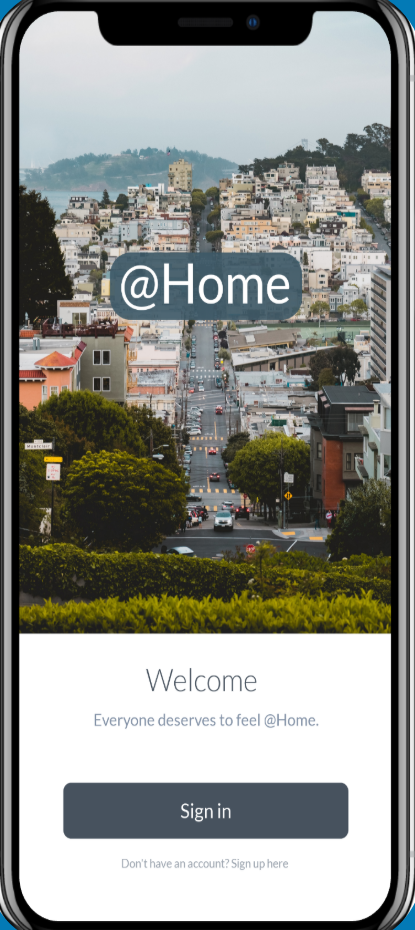 @Home
Welcome
Everyone deserves to feel @Home.
Sign in
Don't have an account? Sign up here